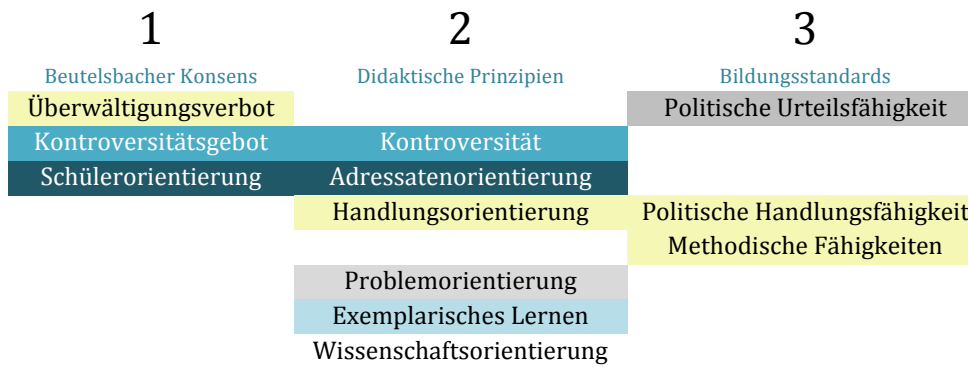 1 2 3
Beutelsbacher Konsens Didaktische Prinzipien Bildungsstandards
Überwältigungsverbot Politische Urteilsfähigkeit
Kontroversitätsgebot Kontroversität
Schülerorientierung Adressatenorientierung
Handlungsorientierung Politische Handlungsfähigkeit
Methodische Fähigkeiten
Problemorientierung
Exemplarisches Lernen
Wissenschaftsorientierung